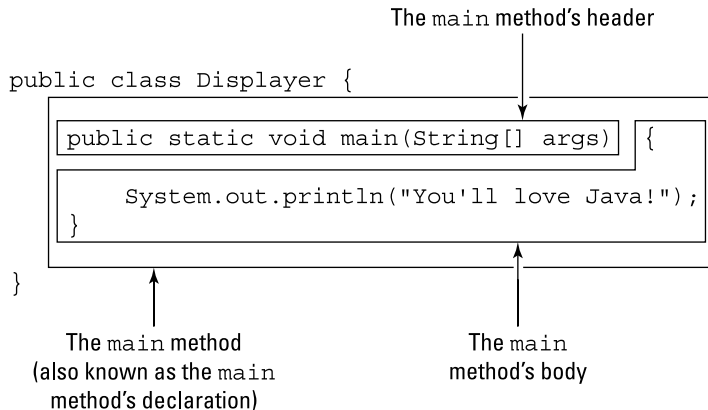 The main method's header
public class Displayer {
public static void main(String[] args) {
System.out.println("You'll love Java!");
}
}
The main method
(also known as the main
method's declaration)
The main
method's body